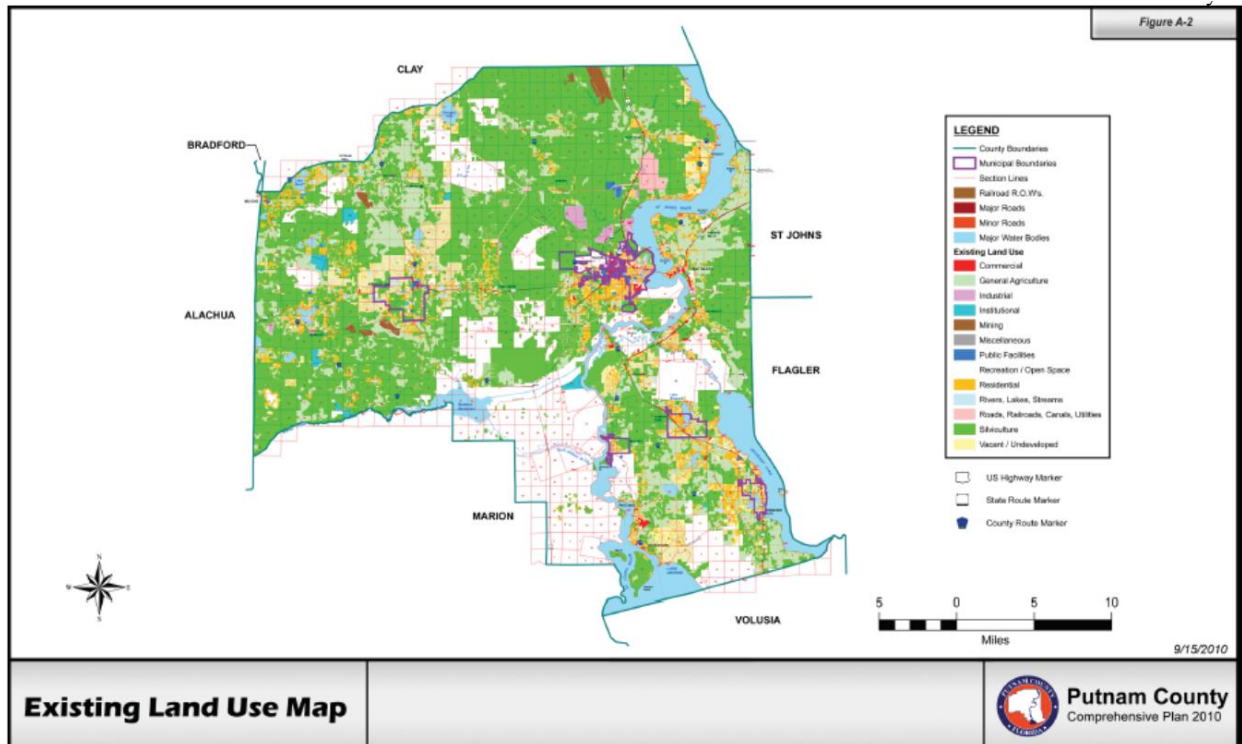 Figure A-2
CLAY
BRADFORD
ST JOHNS
ALACHUA
FLAGLER
MARION
VOLUSIA
LEGEND
County Boundaries
Municipal Boundaries
Section Lines
Railroad R.O.W's.
Major Roads
Minor Roads
Major Water Bodies
Existing Land Use
Commercial
General Agriculture
Industrial
Institutional
Mining
Miscellaneous
Public Facilities
Recreation / Open Space
Residential
Rivers, Lakes, Streams
Roads, Railroads, Canals, Utilities
Silviculture
Vacant / Undeveloped
US Highway Marker
State Route Marker
County Route Marker
N
W
S
5 0 5 10
Miles
9/15/2010
Existing Land Use Map
PUTNAM COUNTY
FLORIDA
Putnam County
Comprehensive Plan 2010